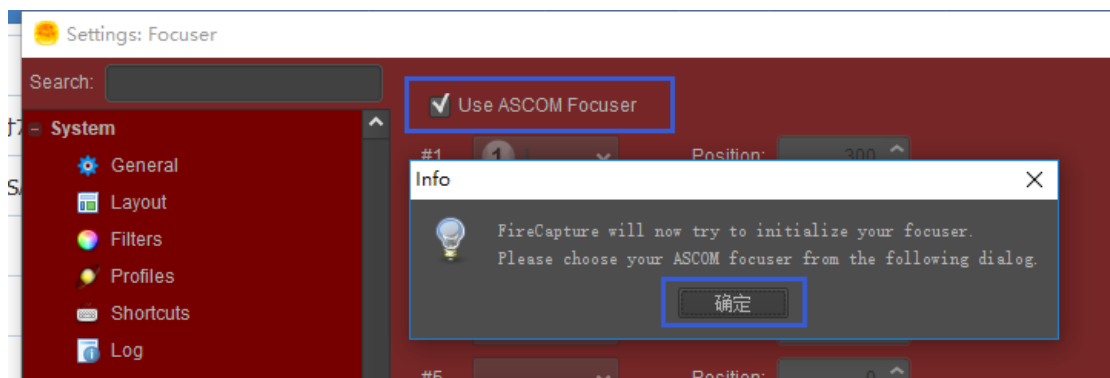 Settings: Focuser
Search:
Use ASCOM Focuser
System
#1
1
Position:
300
General
Info
Layout
FireCapture will now try to initialize your focuser.
Please choose your ASCOM focuser from the following dialog.
Filters
Profiles
确定
Shortcuts
Log
#5
Position:
0